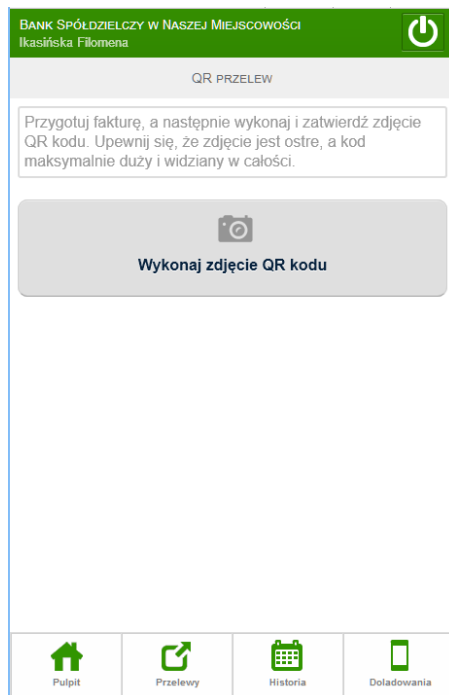 Bank Spółdzielczy w Naszej Miejscowości
Ikasińska Filomena
QR przelew
Przygotuj fakturę, a następnie wykonaj i zatwierdź zdjęcie
QR kodu. Upewnij się, że zdjęcie jest ostre, a kod
maksymalnie duży i widziany w całości.
Wykonaj zdjęcie QR kodu
Pulpit
Przelewy
Historia
Doladowania